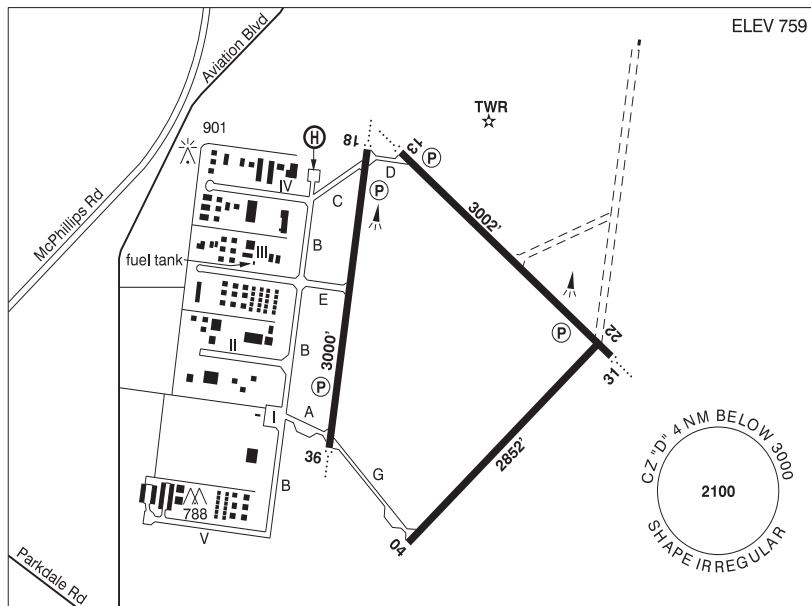 ELEV 759
McPhillips Rd
Aviation Blvd
901
H
18
13
TWR
P
D
P
IV
C
B
3002'
III
fuel tank
E
B
II
3000'
P
P
22
31
I
A
36
G
2852'
B
788
V
04
Parkdale Rd
CZ "D" 4 NM BELOW 3000
2100
SHAPE IRREGULAR